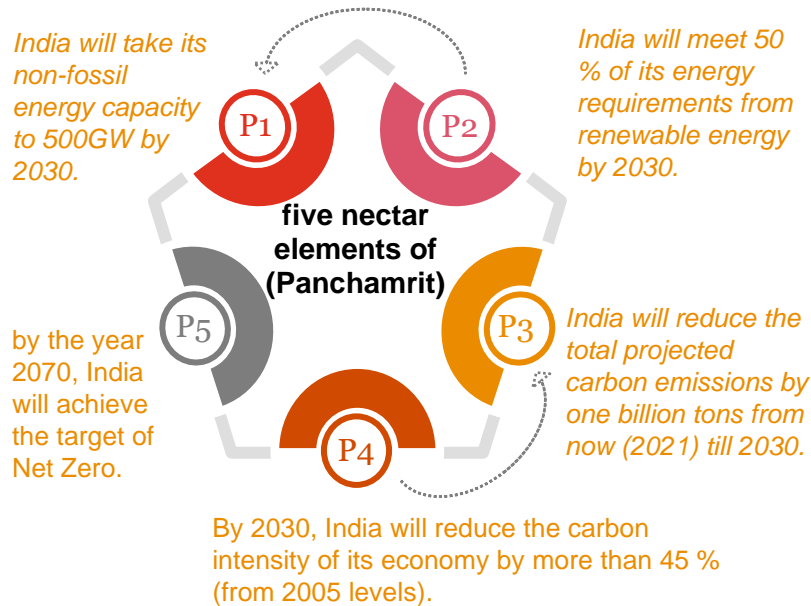 India will take its
non-fossil
energy capacity
to 500GW by
2030.
P1
P2
India will meet 50
% of its energy
requirements from
renewable energy
by 2030.
five nectar
elements of
(Panchamrit)
P5
by the year
2070, India
will achieve
the target of
Net Zero.
P3
India will reduce the
total projected
carbon emissions by
one billion tons from
now (2021) till 2030.
P4
By 2030, India will reduce the carbon
intensity of its economy by more than 45 %
(from 2005 levels).